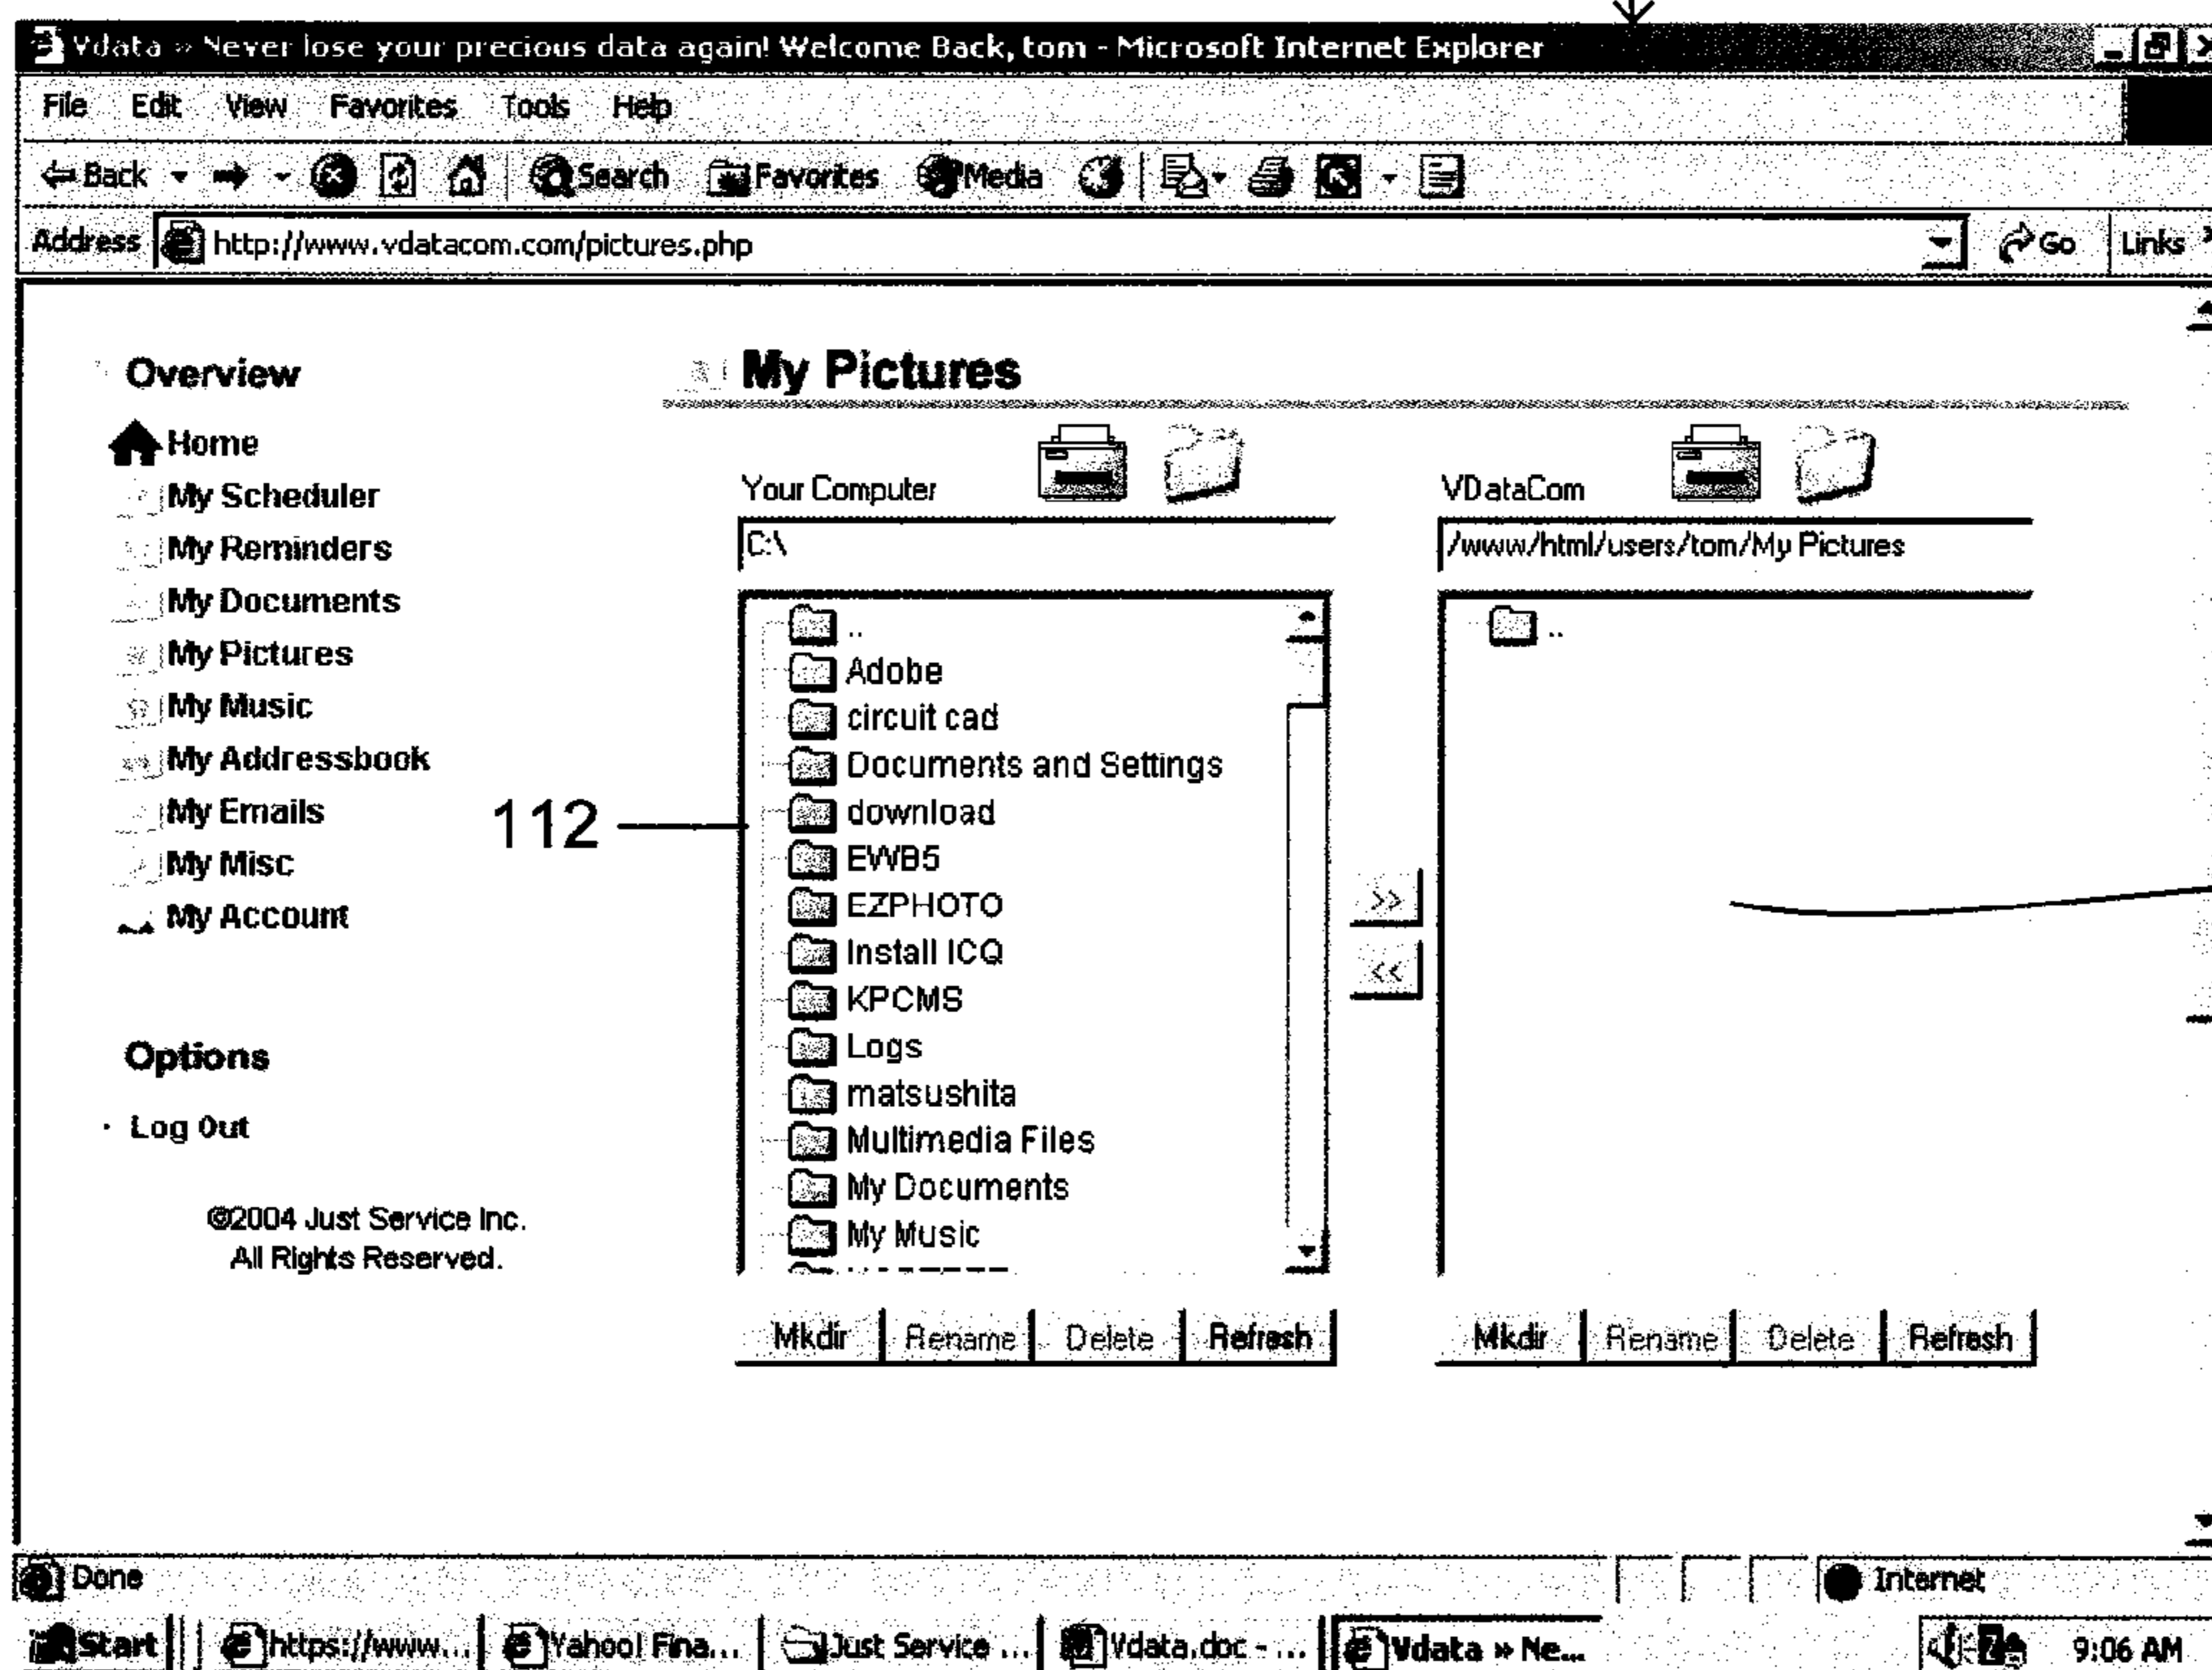 Vdata » Never lose your precious data again! Welcome Back, tom - Microsoft Internet Explorer
File Edit View Favorites Tools Help
Back Search Favorites Media
Address http://www.vdatacom.com/pictures.php Go Links »
Overview
Home
My Scheduler
My Reminders
My Documents
My Pictures
My Music
My Addressbook
My Emails
My Misc
My Account
Options
· Log Out
©2004 Just Service Inc.
All Rights Reserved.
112
My Pictures
Your Computer
C:\
..
Adobe
circuit cad
Documents and Settings
download
EWB5
EZPHOTO
Install ICQ
KPCMS
Logs
matsushita
Multimedia Files
My Documents
My Music
Mkdir Rename Delete Refresh
>>
<<
VDataCom
/www/html/users/tom/My Pictures
..
Mkdir Rename Delete Refresh
Done Internet
Start https://www... Yahoo! Fina... Just Service ... Vdata.doc - ... Vdata » Ne... 9:06 AM